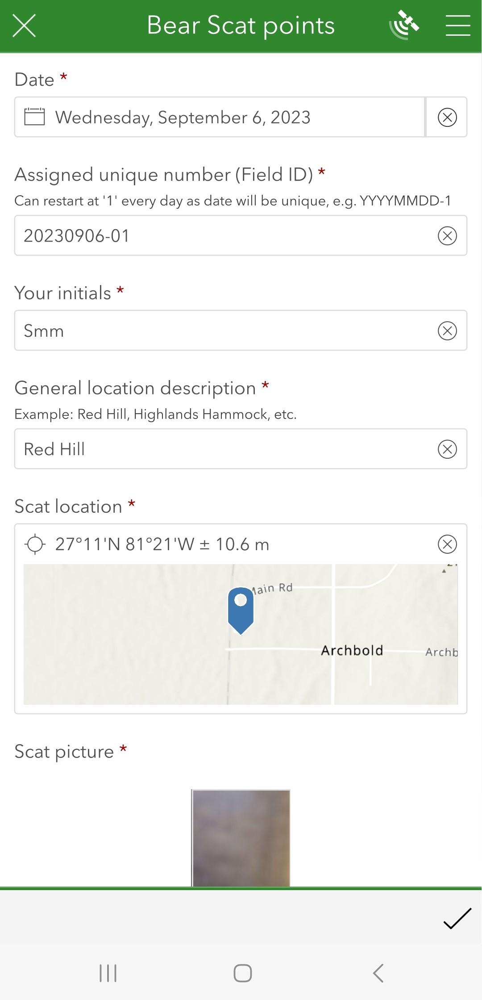 Bear Scat points
Date *
Wednesday, September 6, 2023
Assigned unique number (Field ID) *
Can restart at '1' every day as date will be unique, e.g. YYYYMMDD-1
20230906-01
Your initials *
Smm
General location description *
Example: Red Hill, Highlands Hammock, etc.
Red Hill
Scat location *
27°11'N 81°21'W ± 10.6 m
Main Rd
Archbold
Archb
Scat picture *